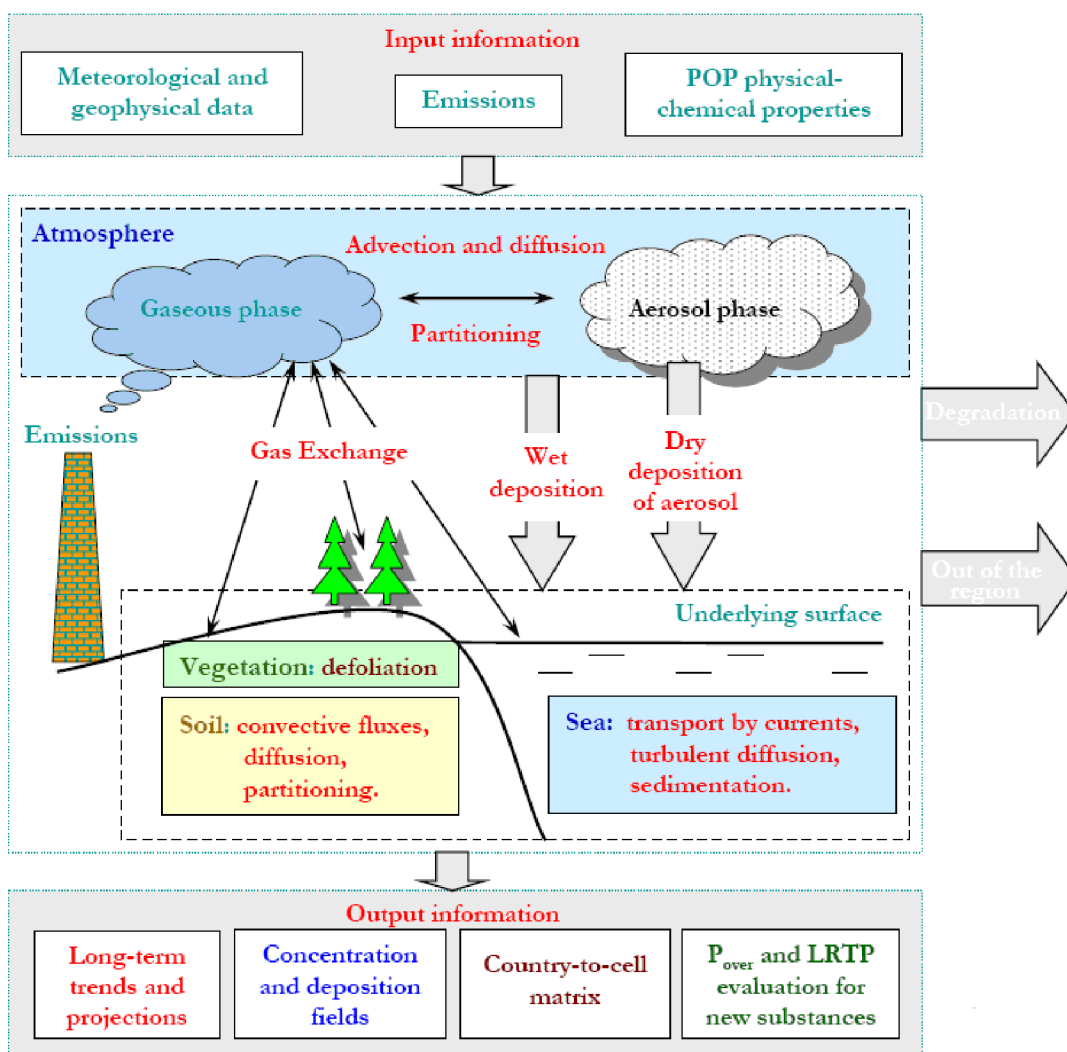 Input information
Meteorological and
geophysical data
Emissions
POP physical-
chemical properties
Atmosphere
Advection and diffusion
Gaseous phase
Partitioning
Aerosol phase
Degradation
Emissions
Gas Exchange
Wet
deposition
Dry
deposition
of aerosol
Out of the
region
Underlying surface
Vegetation: defoliation
Soil: convective fluxes,
diffusion,
partitioning.
Sea: transport by currents,
turbulent diffusion,
sedimentation.
Output information
Long-term
trends and
projections
Concentration
and deposition
fields
Country-to-cell
matrix
Pover and LRTP
evaluation for
new substances